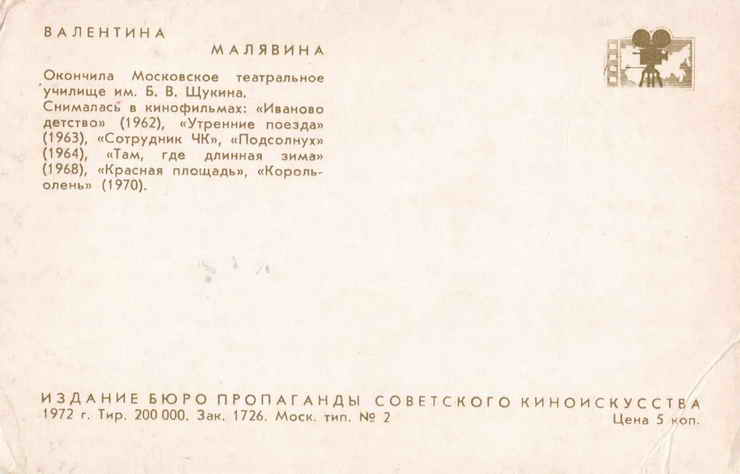 ВАЛЕНТИНА
МАЛЯВИНА
Окончила Московское театральное
училище им. Б. В. Щукина.
Снималась в кинофильмах: «Иваново
детство» (1962), «Утренние поезда»
(1963), «Сотрудник ЧК», «Подсолнух»
(1964), «Там, где длинная зима»
(1968), «Красная площадь», «Король-
олень» (1970).
ИЗДАНИЕ БЮРО ПРОПАГАНДЫ СОВЕТСКОГО КИНОИСКУССТВА
1972 г. Тир. 200 000. Зак. 1726. Моск. тип. № 2 Цена 5 коп.